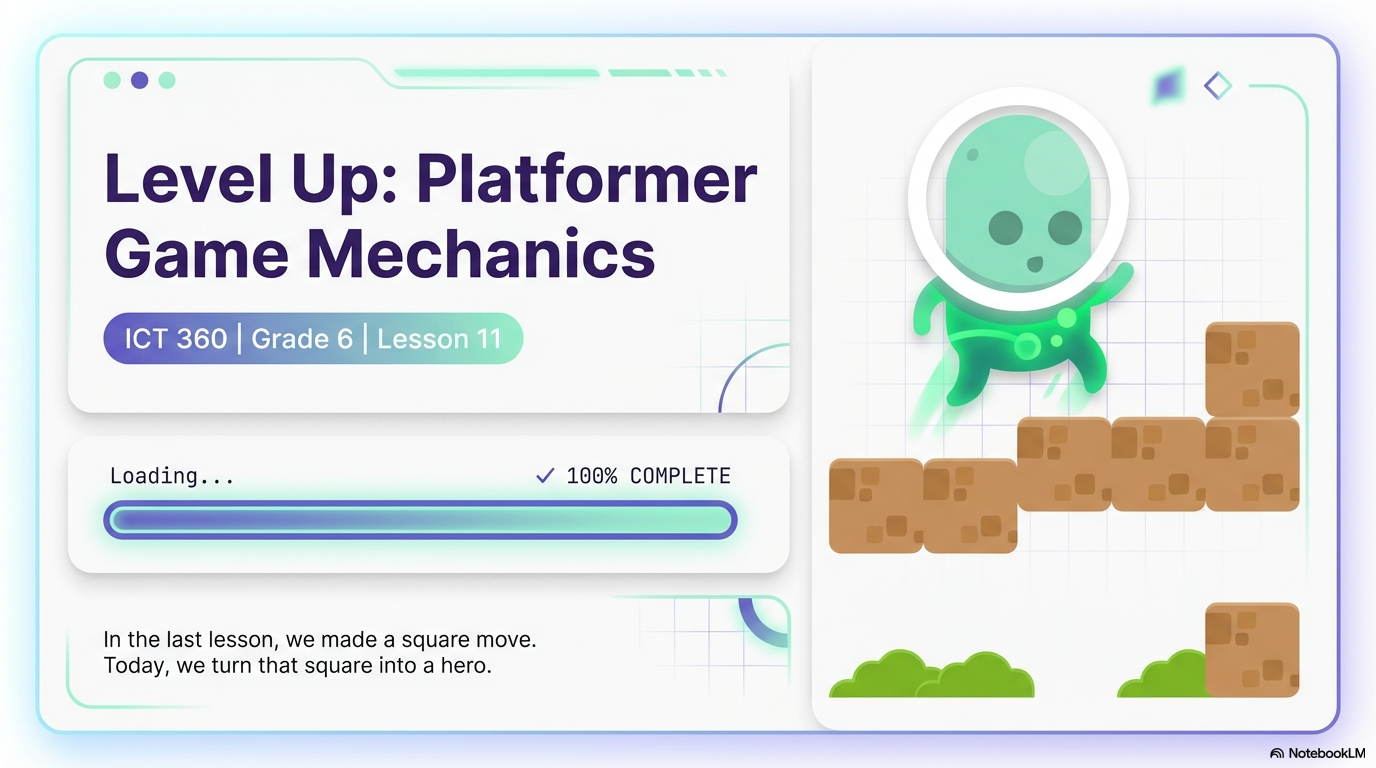 Level Up: Platformer
Game Mechanics
ICT 360 | Grade 6 | Lesson 11
Loading...
✓ 100% COMPLETE
In the last lesson, we made a square move.
Today, we turn that square into a hero.
NotebookLM